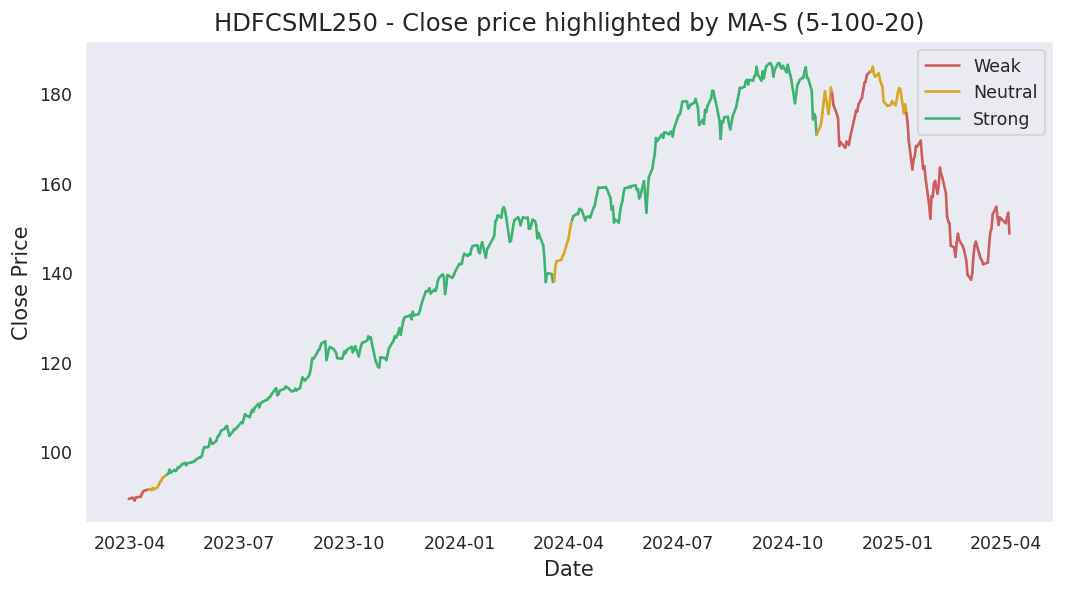 HDFCSML250 - Close price highlighted by MA-S (5-100-20)
Weak
Neutral
Strong
Close Price
180
160
140
120
100
2023-04 2023-07 2023-10 2024-01 2024-04 2024-07 2024-10 2025-01 2025-04
Date